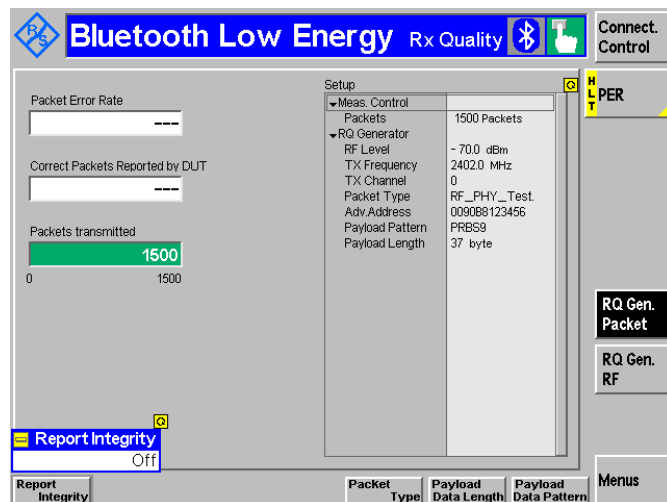 R&S
Bluetooth Low Energy Rx Quality
Connect.
Control
Packet Error Rate
---
Correct Packets Reported by DUT
---
Packets transmitted
1500
0 1500
Setup
Meas. Control
Packets 1500 Packets
RQ Generator
RF Level - 70.0 dBm
TX Frequency 2402.0 MHz
TX Channel 0
Packet Type RF_PHY_Test.
Adv.Address 0090B8123456
Payload Pattern PRBS9
Payload Length 37 byte
HLT
PER
RQ Gen.
Packet
RQ Gen.
RF
Report Integrity
Off
Report
Integrity
Packet
Type
Payload
Data Length
Payload
Data Pattern
Menus